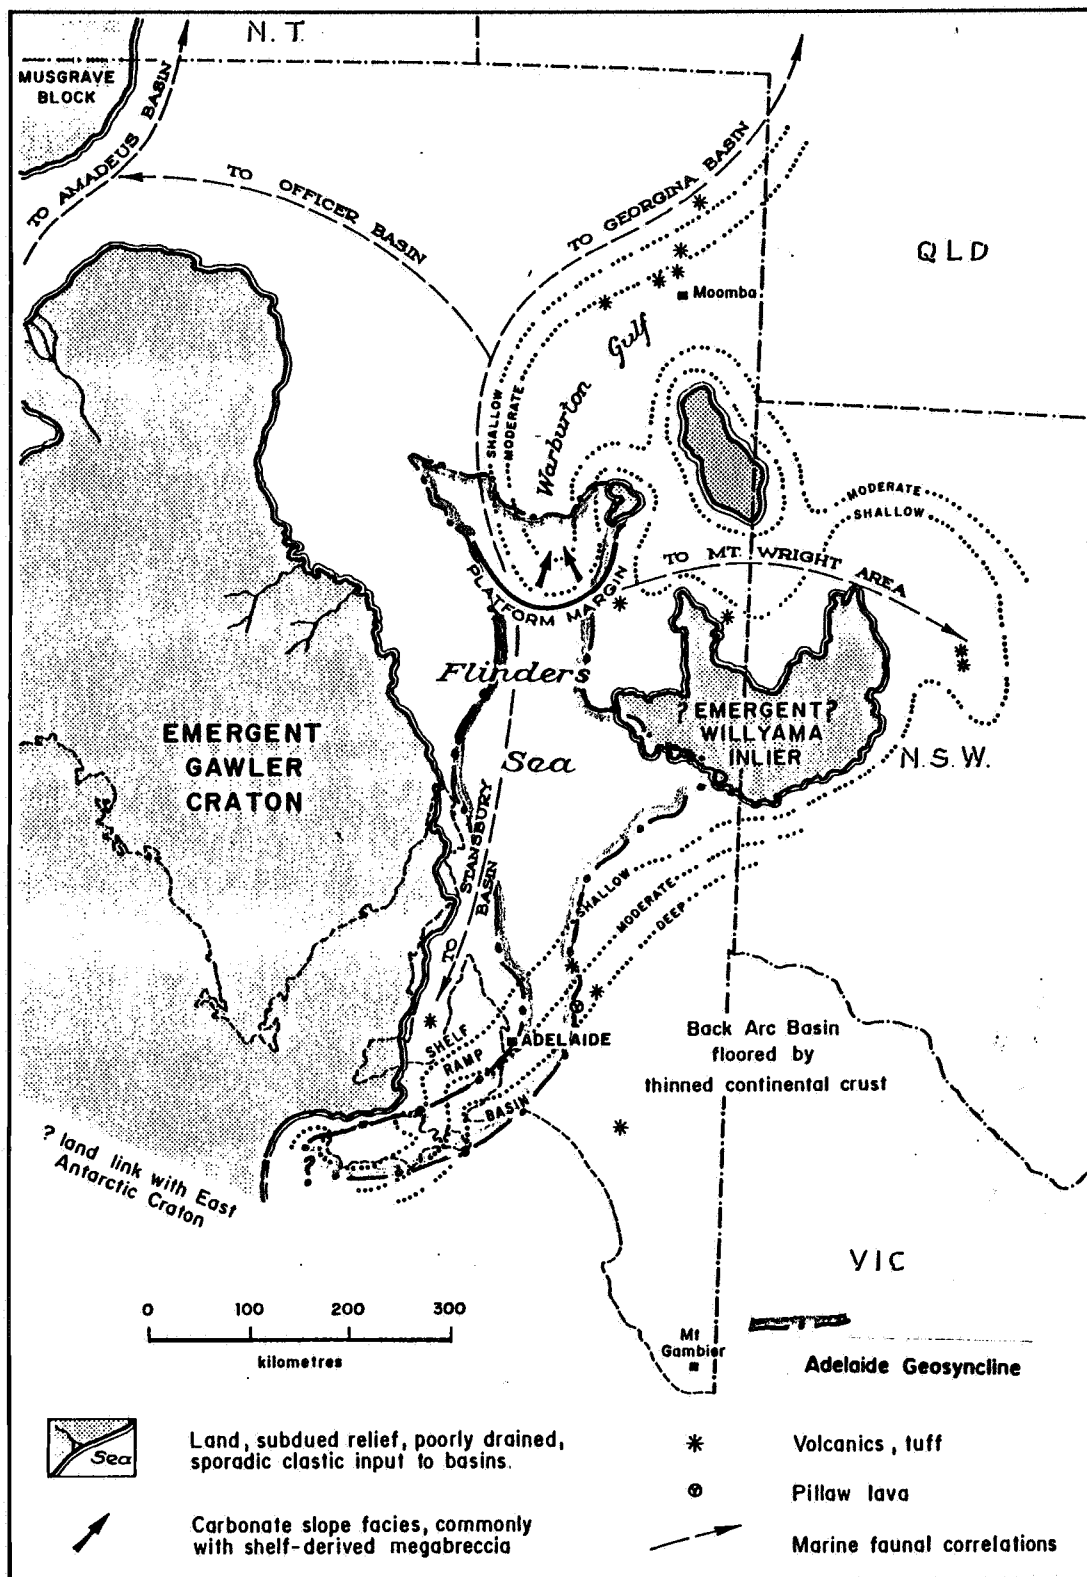 N.T.
MUSGRAVE
BLOCK
TO AMADEUS BASIN
TO OFFICER BASIN
TO GEORGINA BASIN
QLD
Moomba
Warburton Gulf
SHALLOW
MODERATE
MODERATE
SHALLOW
PLATFORM MARGIN
TO MT. WRIGHT AREA
Flinders
Sea
EMERGENT
GAWLER
CRATON
? EMERGENT ?
WILLYAMA
INLIER
N.S.W.
TO STANSBURY
BASIN
SHALLOW
MODERATE
DEEP
SHELF
RAMP
BASIN
ADELAIDE
Back Arc Basin
floored by
thinned continental crust
?
? land link with East
Antarctic Craton
VIC
0 100 200 300
kilometres
Mt
Gambier
Adelaide Geosyncline
Sea
Land, subdued relief, poorly drained,
sporadic clastic input to basins.
Carbonate slope facies, commonly
with shelf-derived megabreccia
Volcanics, tuff
Pillaw lava
Marine faunal correlations